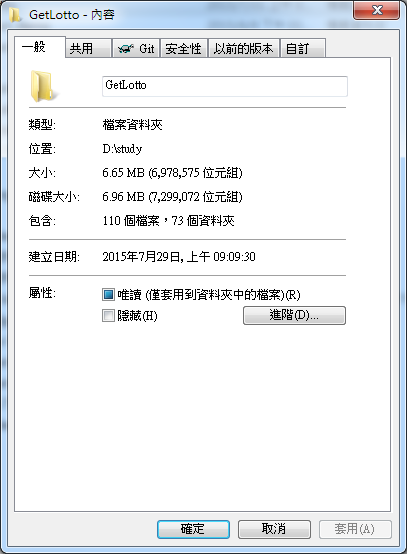 GetLotto - 內容
一般 共用 Git 安全性 以前的版本 自訂
GetLotto
類型: 檔案資料夾
位置: D:\study
大小: 6.65 MB (6,978,575 位元組)
磁碟大小: 6.96 MB (7,299,072 位元組)
包含: 110 個檔案，73 個資料夾
建立日期: 2015年7月29日, 上午 09:09:30
屬性: 唯讀 (僅套用到資料夾中的檔案)(R)
隱藏(H) 進階(D)...
確定 取消 套用(A)